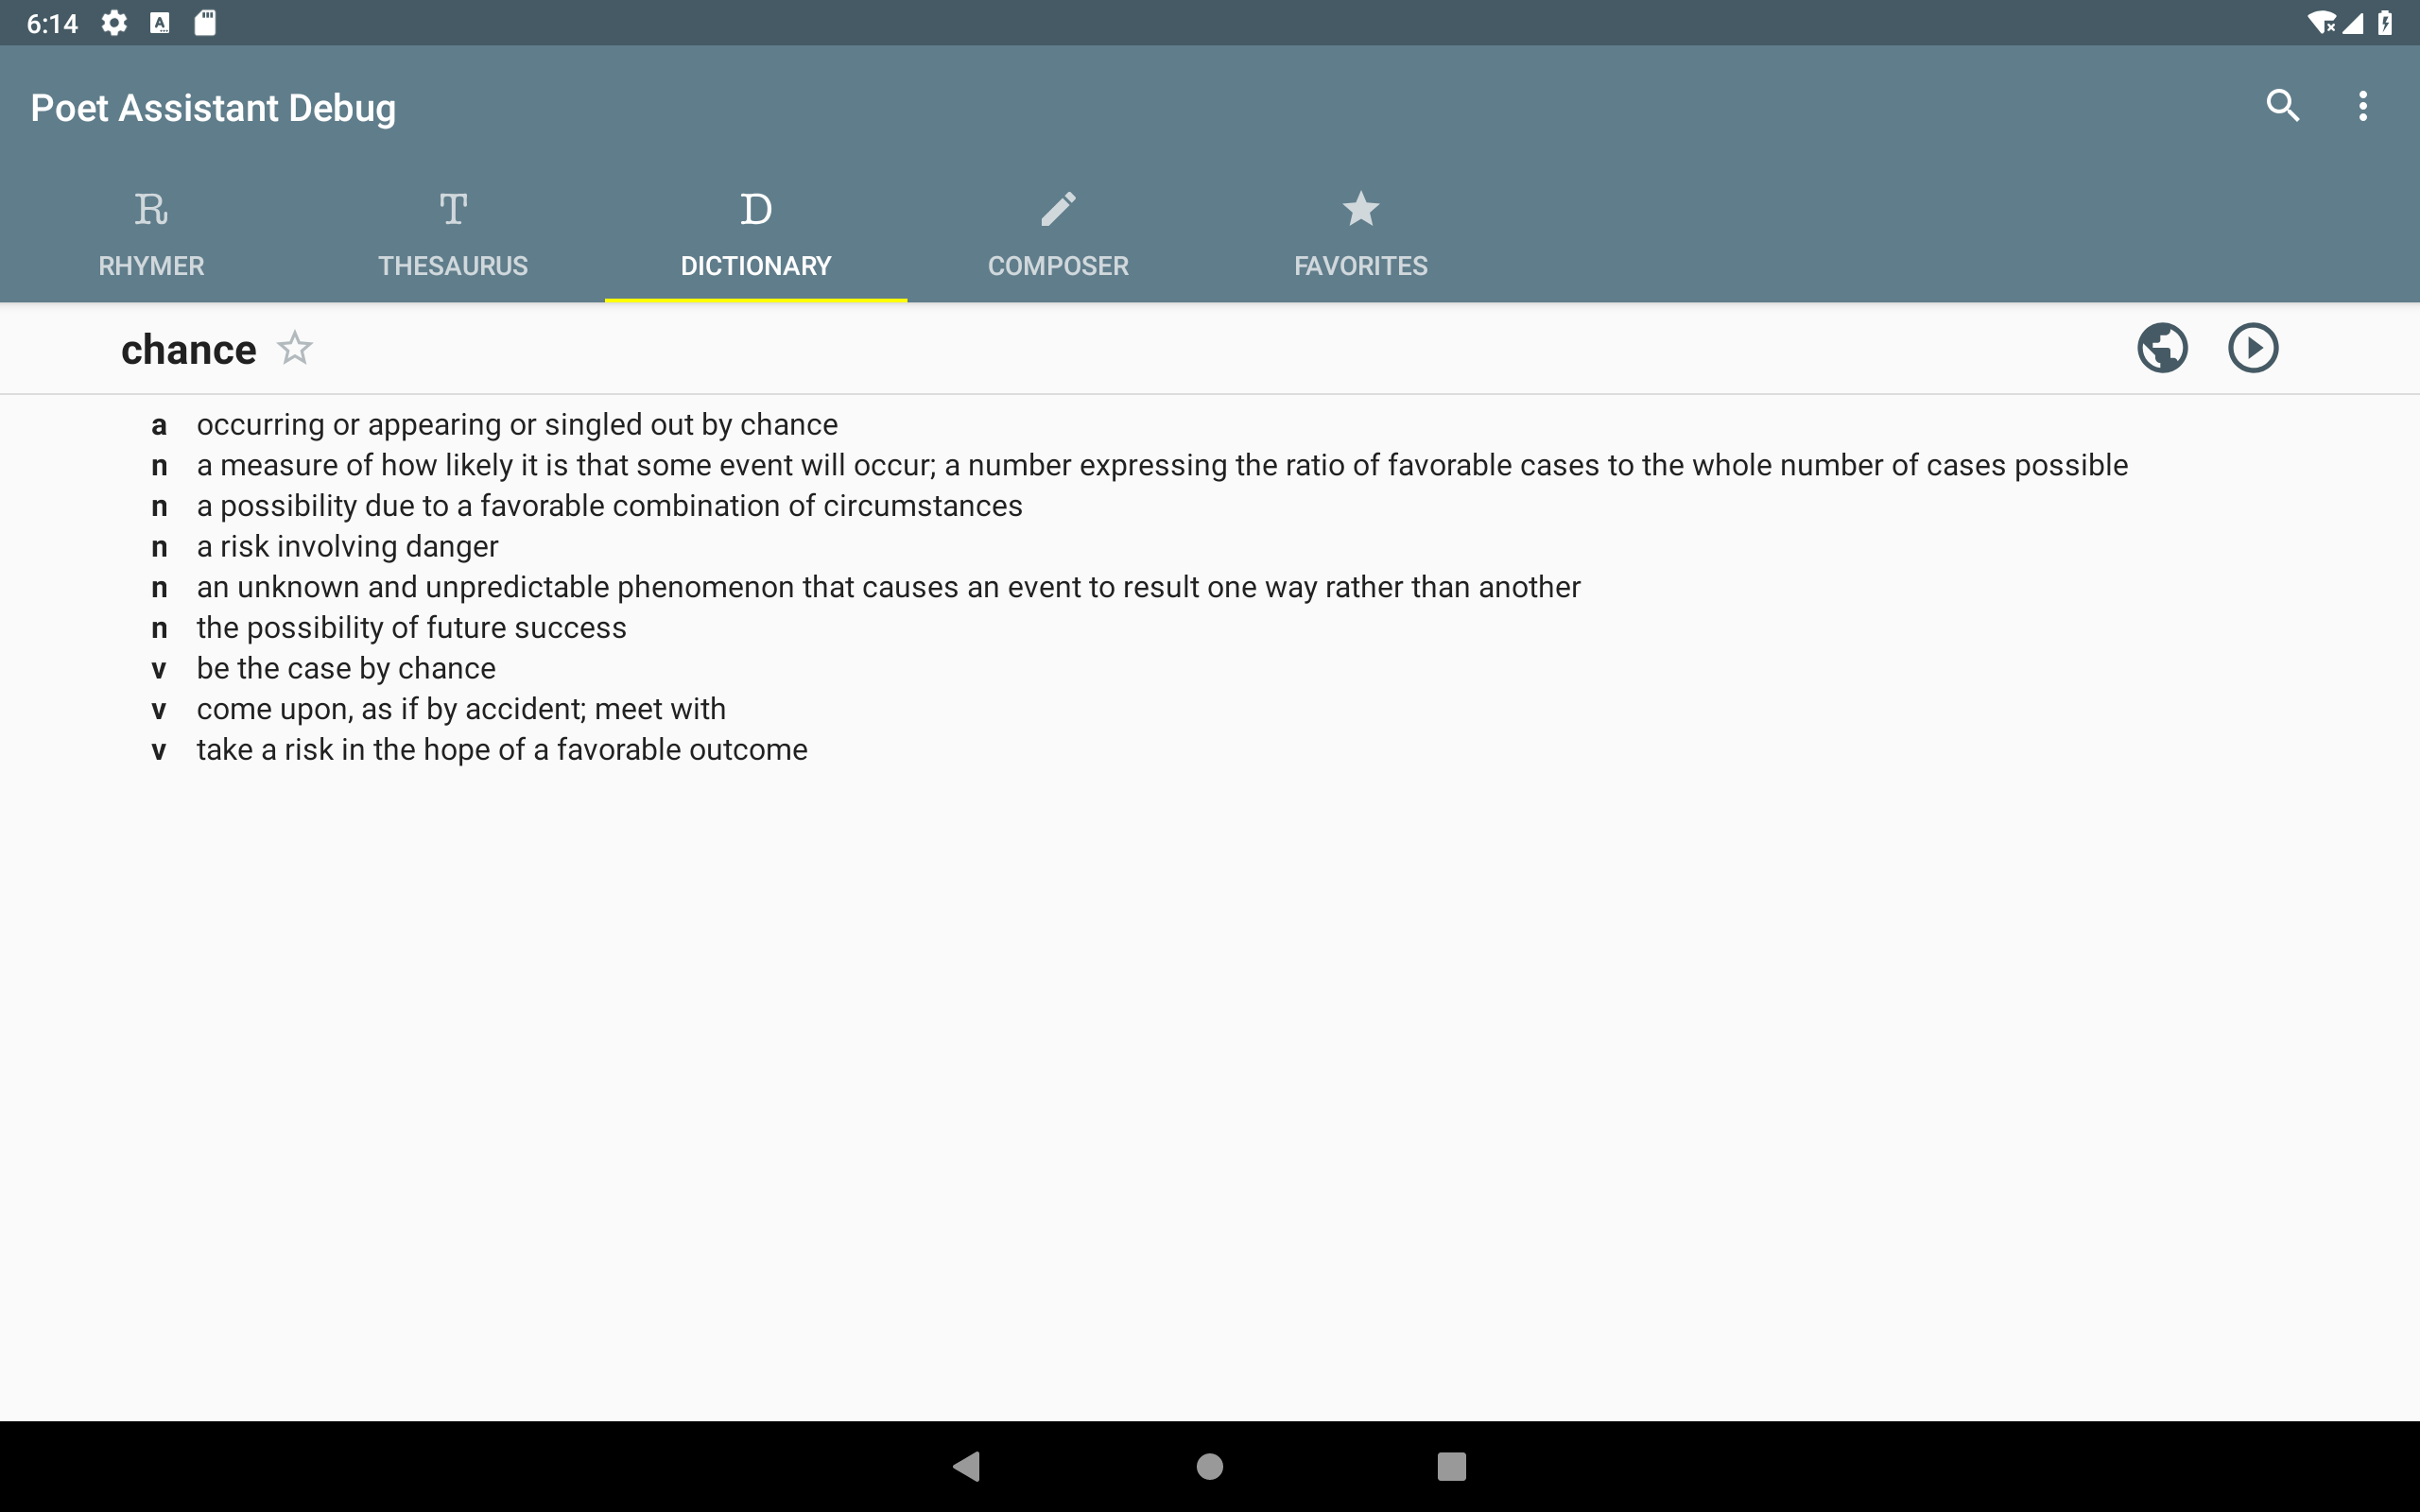 6:14
Poet Assistant Debug
R T D
RHYMER THESAURUS DICTIONARY COMPOSER FAVORITES
chance
a occurring or appearing or singled out by chance
n a measure of how likely it is that some event will occur; a number expressing the ratio of favorable cases to the whole number of cases possible
n a possibility due to a favorable combination of circumstances
n a risk involving danger
n an unknown and unpredictable phenomenon that causes an event to result one way rather than another
n the possibility of future success
v be the case by chance
v come upon, as if by accident; meet with
v take a risk in the hope of a favorable outcome